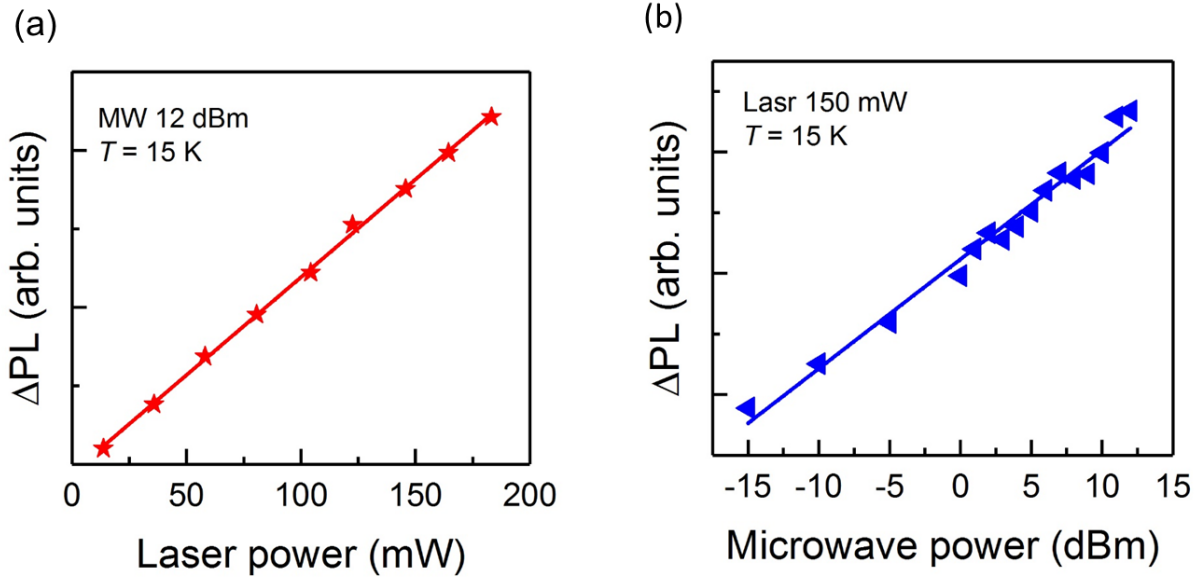 (a)
MW 12 dBm
T = 15 K
ΔPL (arb. units)
0 50 100 150 200
Laser power (mW)
(b)
Lasr 150 mW
T = 15 K
ΔPL (arb. units)
-15 -10 -5 0 5 10 15
Microwave power (dBm)